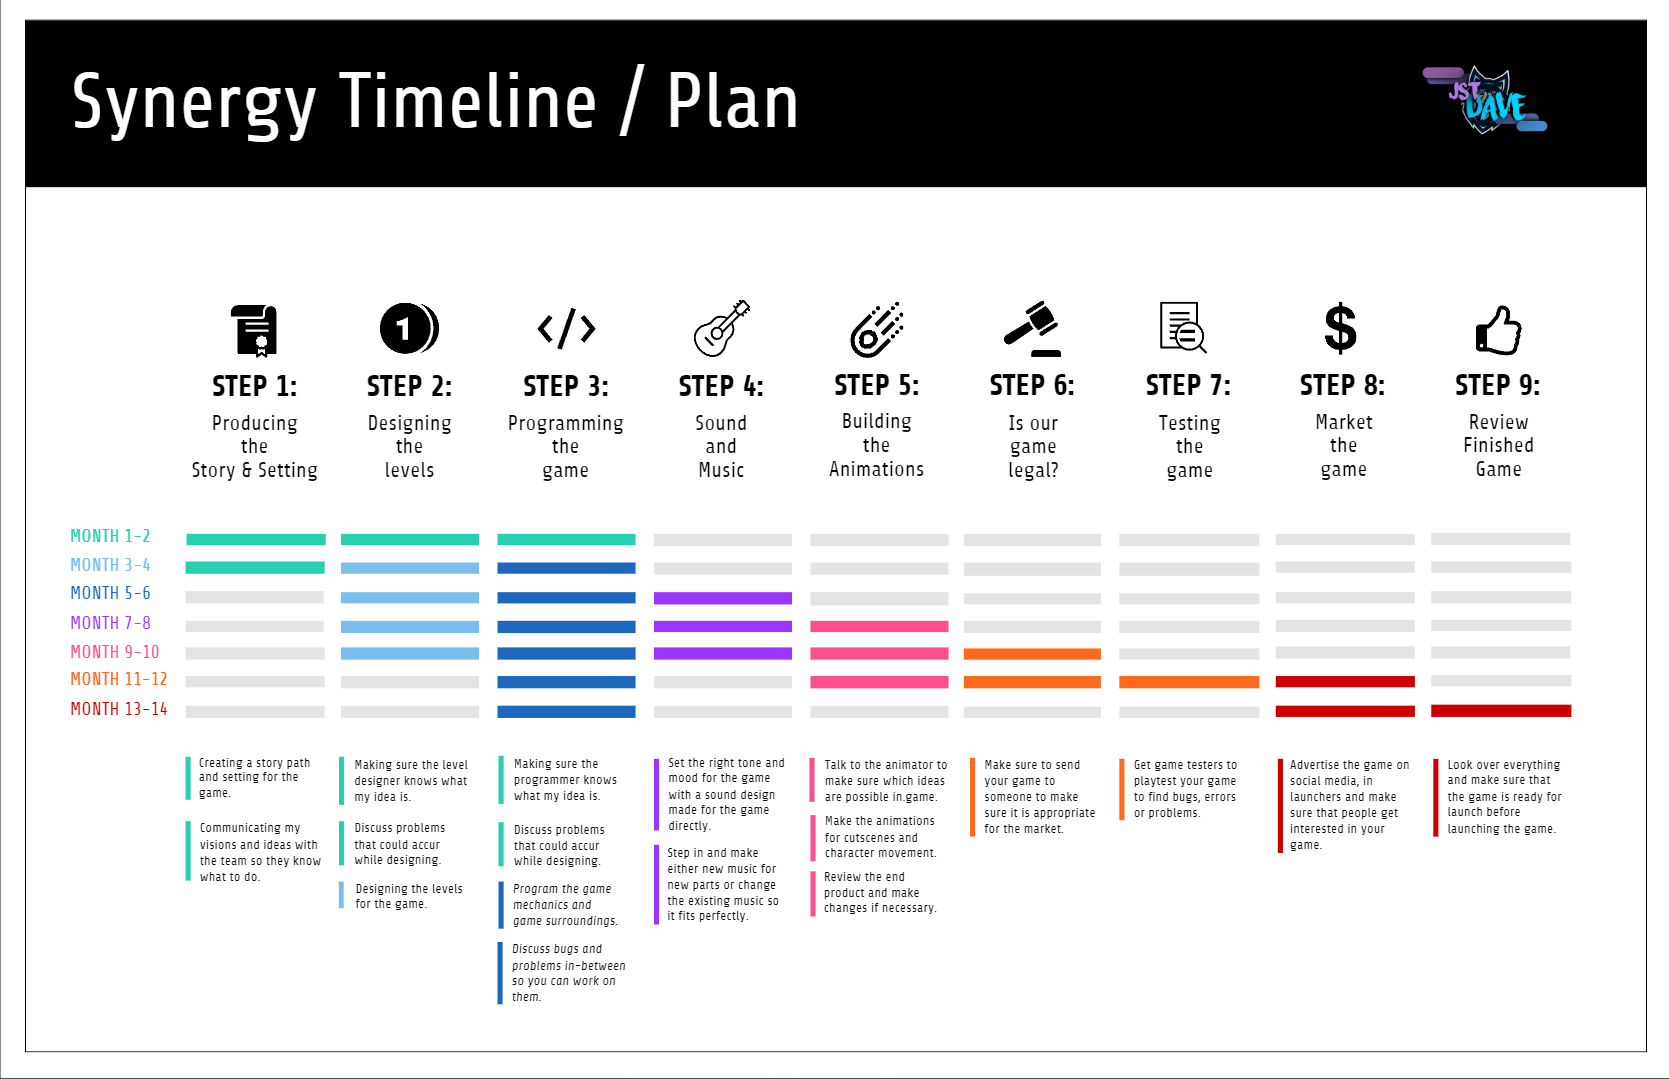 Synergy Timeline / Plan
JST
DAVE
1
</>
$
STEP 1:
Producing
the
Story & Setting
STEP 2:
Designing
the
levels
STEP 3:
Programming
the
game
STEP 4:
Sound
and
Music
STEP 5:
Building
the
Animations
STEP 6:
Is our
game
legal?
STEP 7:
Testing
the
game
STEP 8:
Market
the
game
STEP 9:
Review
Finished
Game
MONTH 1-2
MONTH 3-4
MONTH 5-6
MONTH 7-8
MONTH 9-10
MONTH 11-12
MONTH 13-14
Creating a story path
and setting for the
game.
Communicating my
visions and ideas with
the team so they know
what to do.
Making sure the level
designer knows what
my idea is.
Discuss problems
that could accur
while designing.
Designing the levels
for the game.
Making sure the
programmer knows
what my idea is.
Discuss problems
that could accur
while designing.
Program the game
mechanics and
game surroundings.
Discuss bugs and
problems in-between
so you can work on
them.
Set the right tone and
mood for the game
with a sound design
made for the game
directly.
Step in and make
either new music for
new parts or change
the existing music so
it fits perfectly.
Talk to the animator to
make sure which ideas
are possible in.game.
Make the animations
for cutscenes and
character movement.
Review the end
product and make
changes if necessary.
Make sure to send
your game to
someone to make
sure it is appropriate
for the market.
Get game testers to
playtest your game
to find bugs, errors
or problems.
Advertise the game on
social media, in
launchers and make
sure that people get
interested in your
game.
Look over everything
and make sure that
the game is ready for
launch before
launching the game.